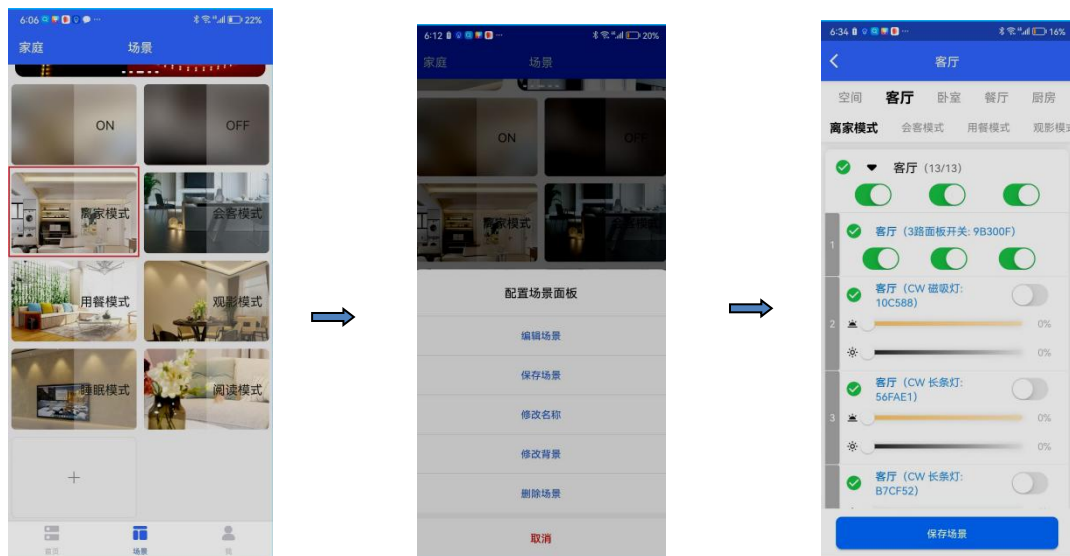 6:06
22%
家庭 场景
ON OFF
离家模式 会客模式
用餐模式 观影模式
睡眠模式 阅读模式
+
首页 场景 我
6:12
20%
家庭 场景
ON OFF
离家模式 会客模式
配置场景面板
编辑场景
保存场景
修改名称
修改背景
删除场景
取消
6:34
16%
客厅
空间 客厅 卧室 餐厅 厨房
离家模式 会客模式 用餐模式 观影模
客厅 (13/13)
1
客厅（3路面板开关: 9B300F)
2
客厅（CW 磁吸灯:
10C588)
0%
0%
3
客厅（CW 长条灯:
56FAE1)
0%
0%
客厅（CW 长条灯:
B7CF52)
保存场景